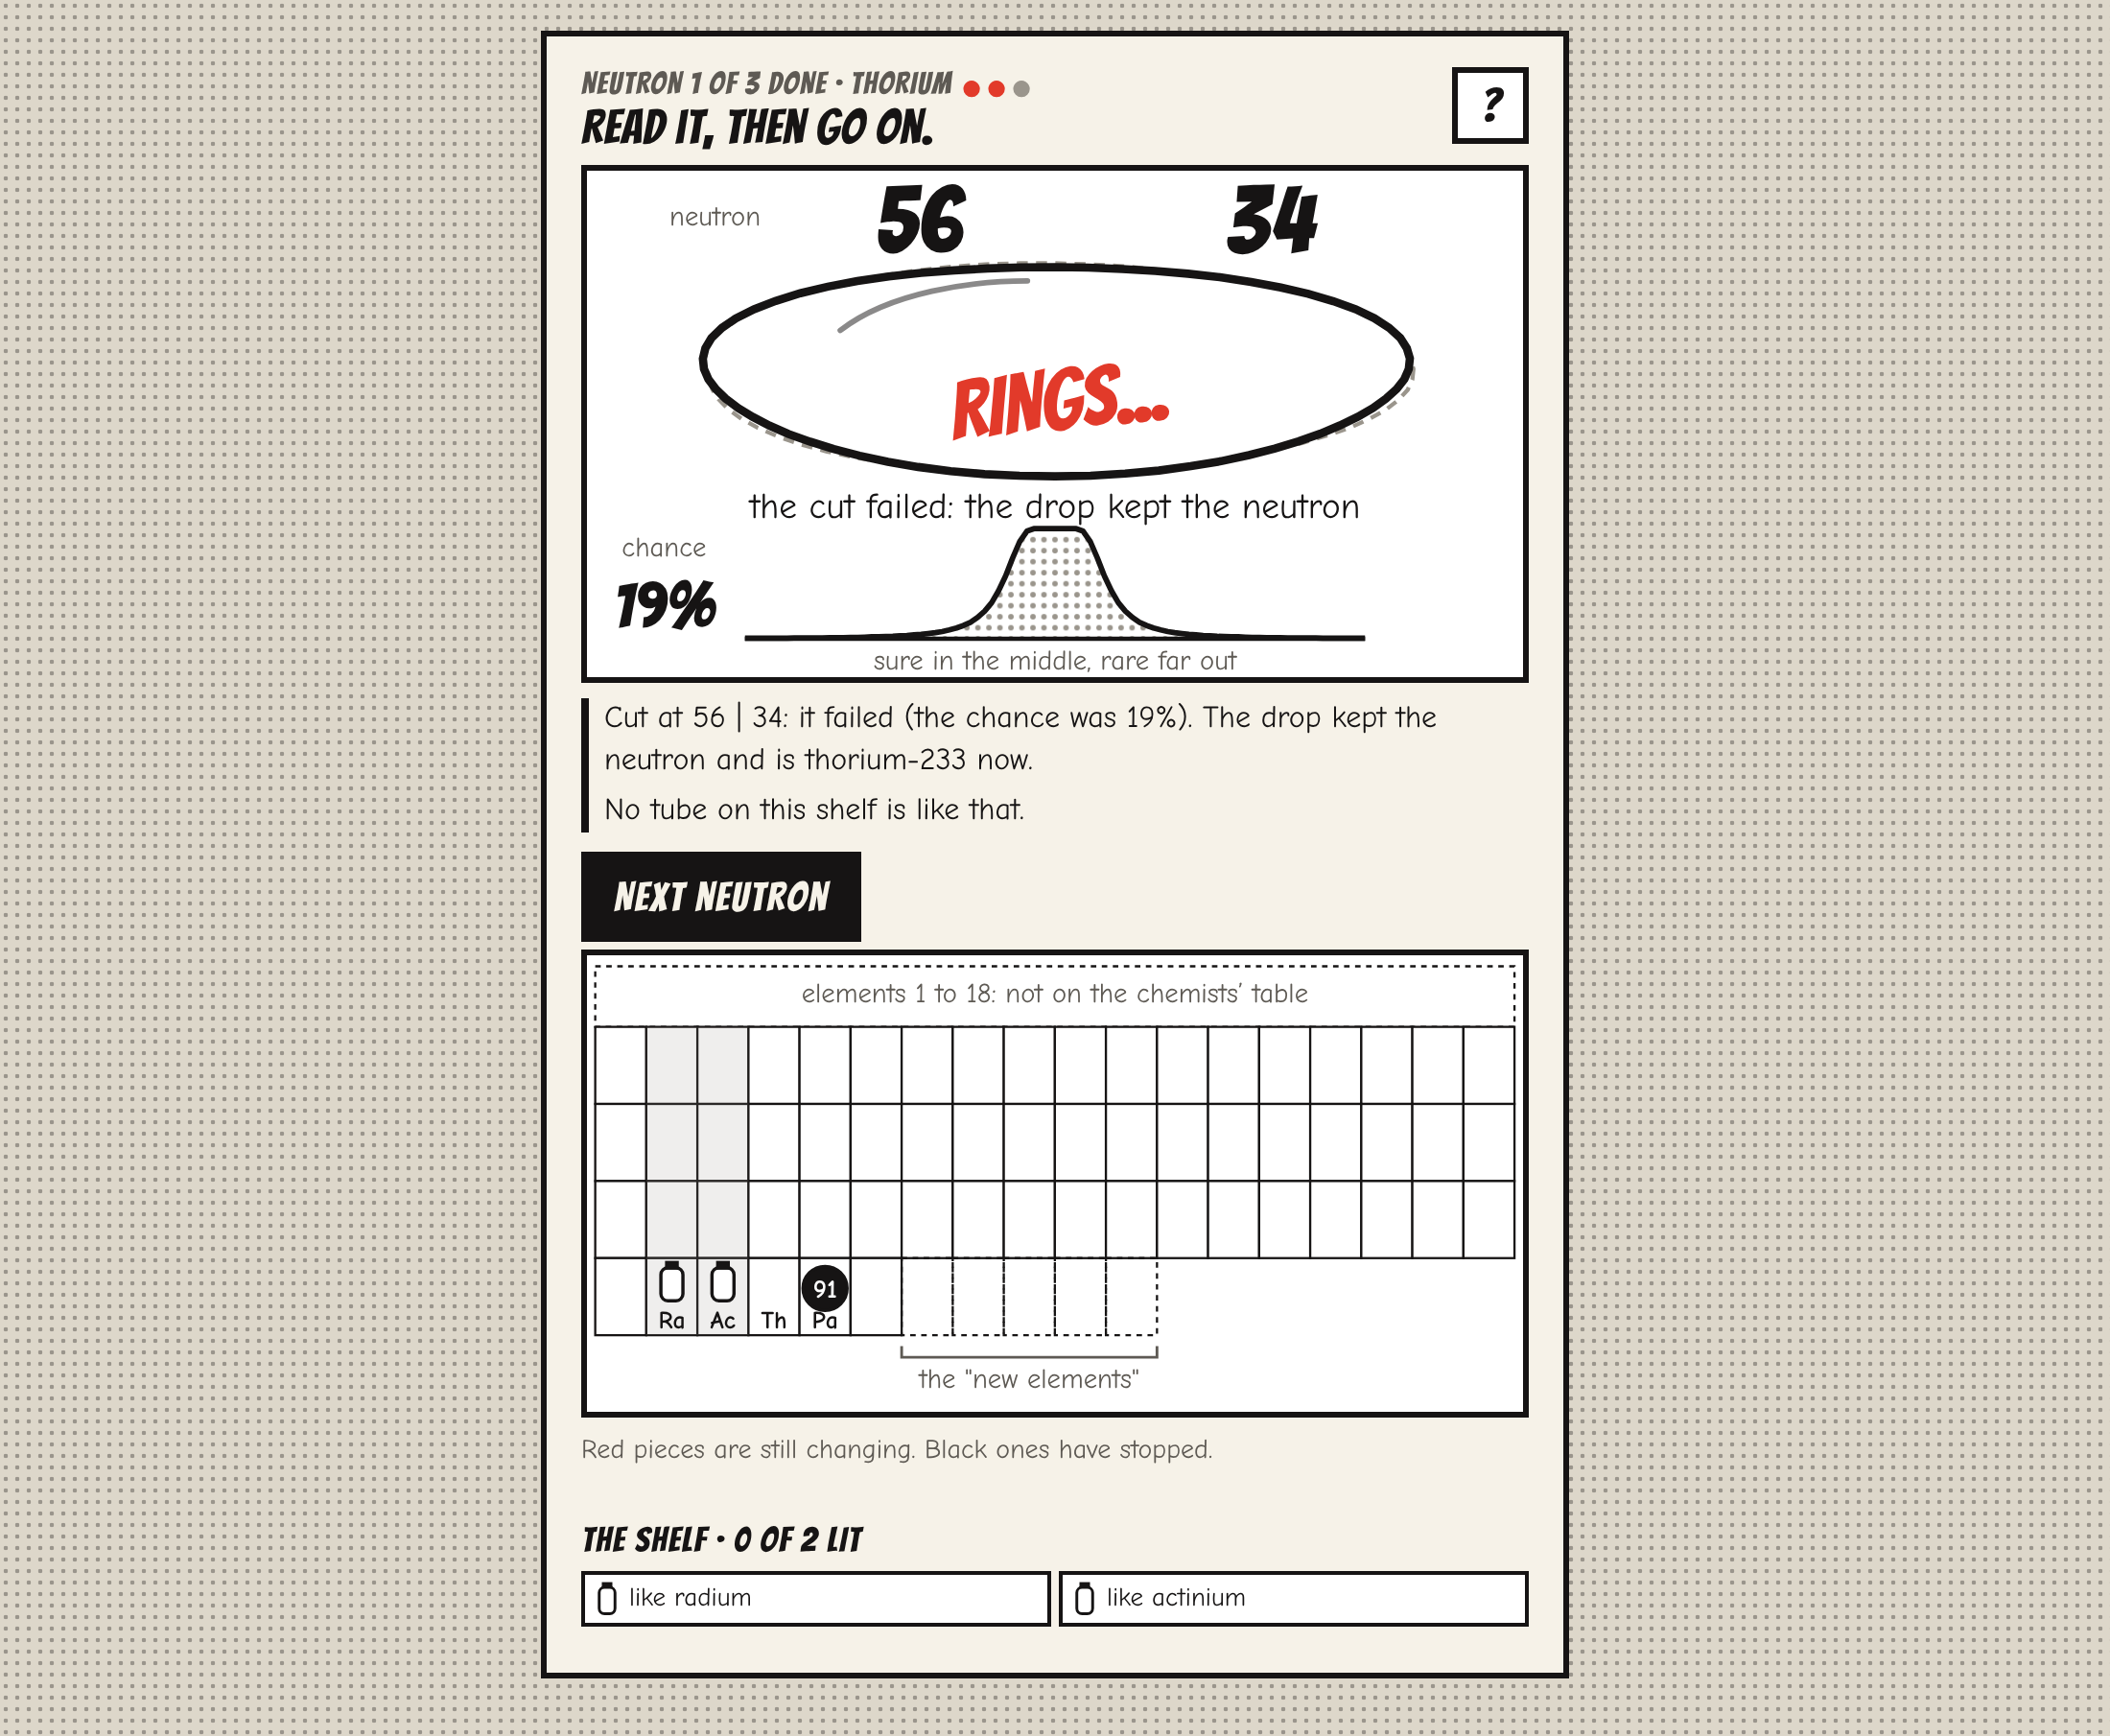 NEUTRON 1 OF 3 DONE · THORIUM
READ IT, THEN GO ON.
?
neutron
56
34
RINGS...
the cut failed: the drop kept the neutron
chance
19%
sure in the middle, rare far out
Cut at 56 | 34: it failed (the chance was 19%). The drop kept the
neutron and is thorium-233 now.
No tube on this shelf is like that.
NEXT NEUTRON
elements 1 to 18: not on the chemists' table
91
Ra Ac Th Pa
the "new elements"
Red pieces are still changing. Black ones have stopped.
THE SHELF · 0 OF 2 LIT
like radium
like actinium